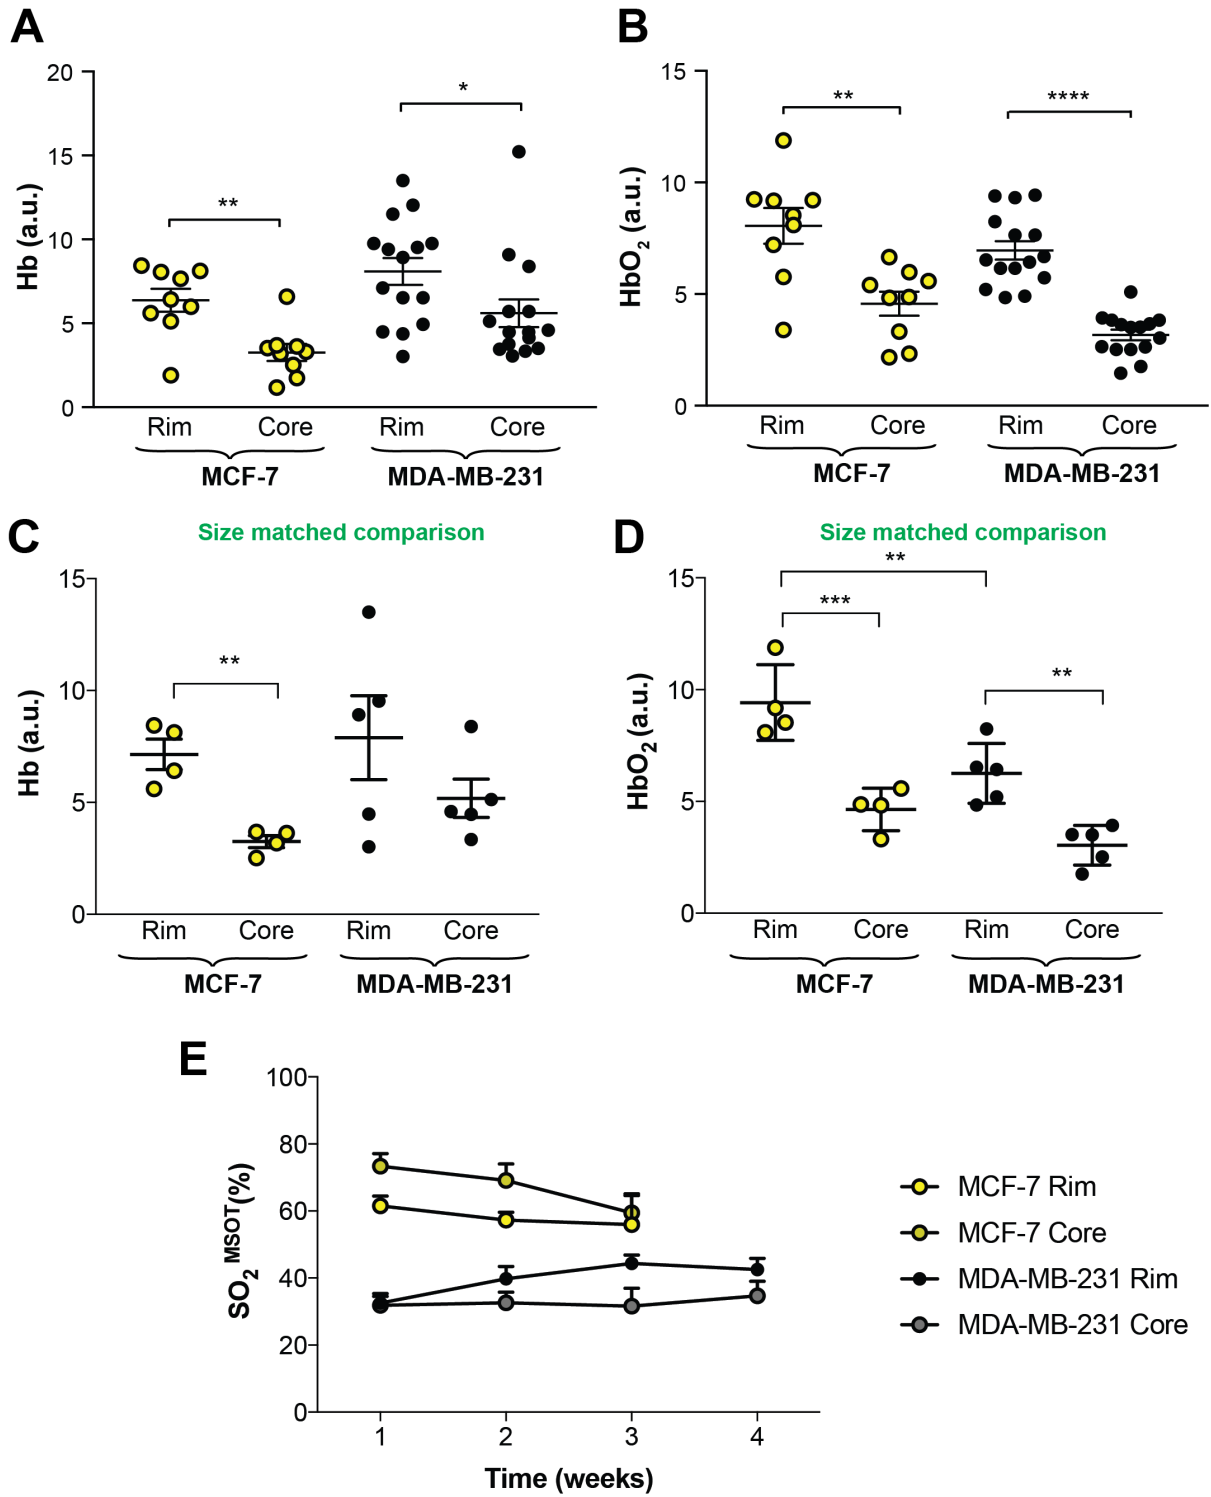 A
20
15
10
5
0
Hb (a.u.)
**
*
Rim Core Rim Core
MCF-7 MDA-MB-231
B
15
10
5
0
HbO2 (a.u.)
**
****
Rim Core Rim Core
MCF-7 MDA-MB-231
C
Size matched comparison
15
10
5
0
Hb (a.u.)
**
Rim Core Rim Core
MCF-7 MDA-MB-231
D
Size matched comparison
15
10
5
0
HbO2 (a.u.)
**
***
**
Rim Core Rim Core
MCF-7 MDA-MB-231
E
100
80
60
40
20
0
SO2 MSOT(%)
1 2 3 4
Time (weeks)
MCF-7 Rim
MCF-7 Core
MDA-MB-231 Rim
MDA-MB-231 Core